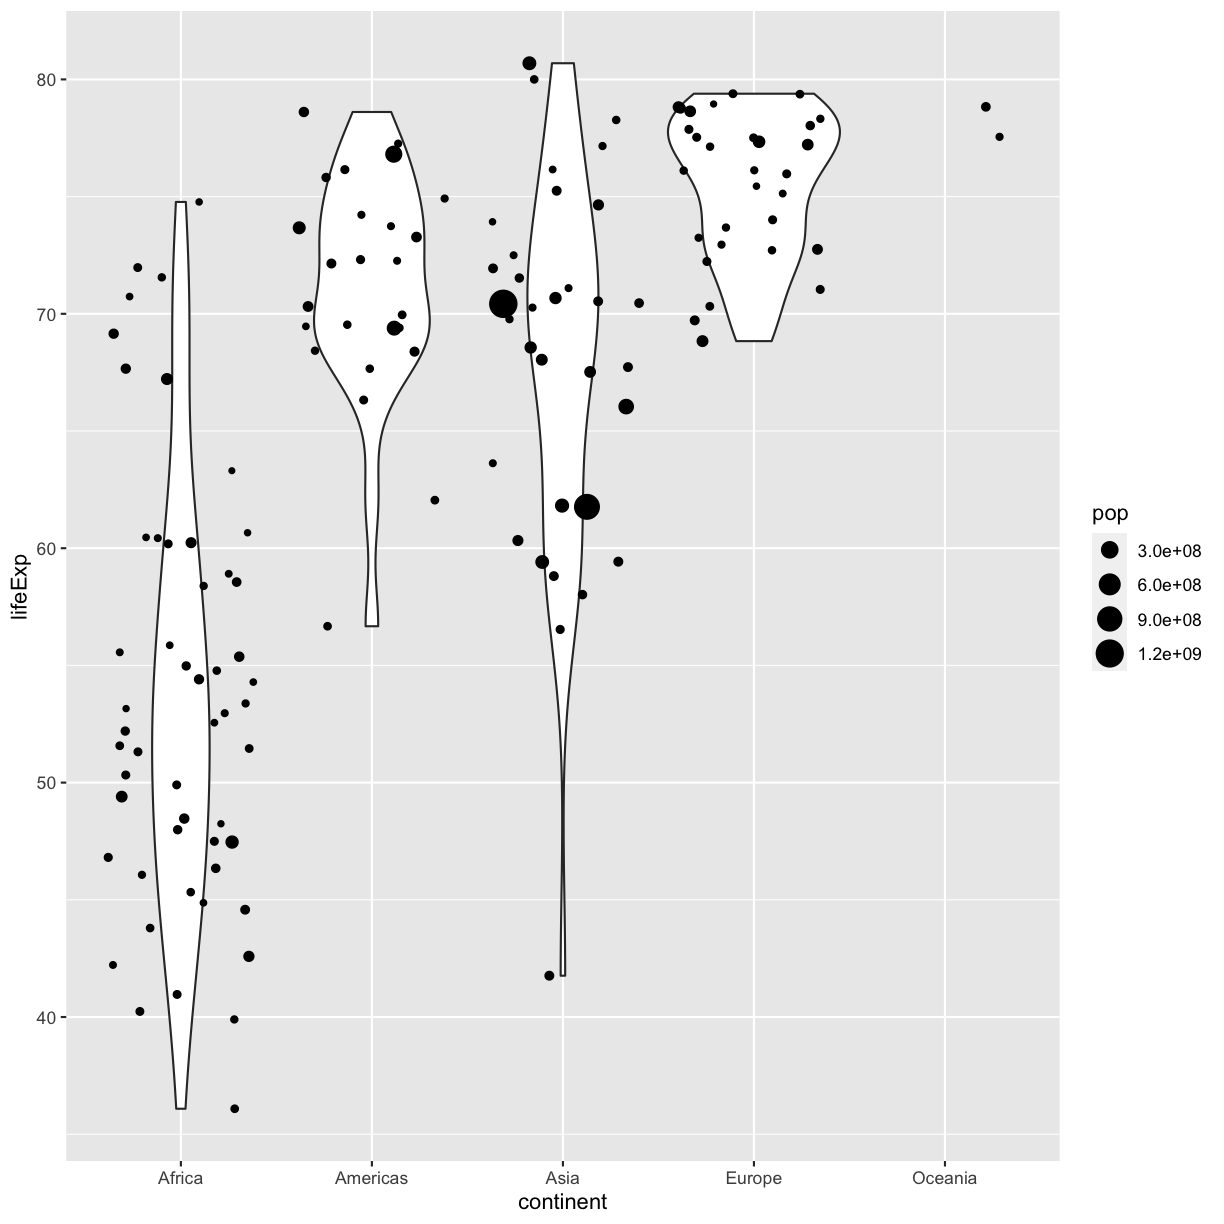 lifeExp
80
70
60
50
40
Africa
Americas
Asia
Europe
Oceania
continent
pop
3.0e+08
6.0e+08
9.0e+08
1.2e+09